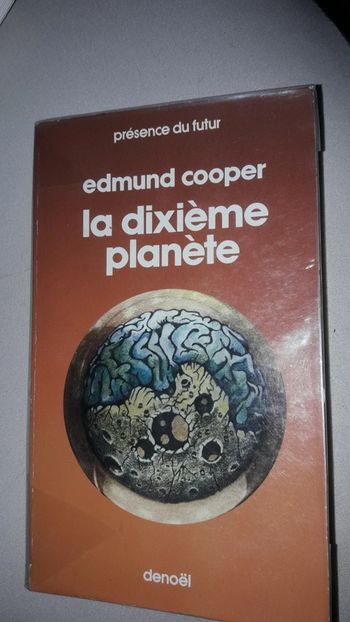 présence du futur
edmund cooper
la dixième
planète
denoël